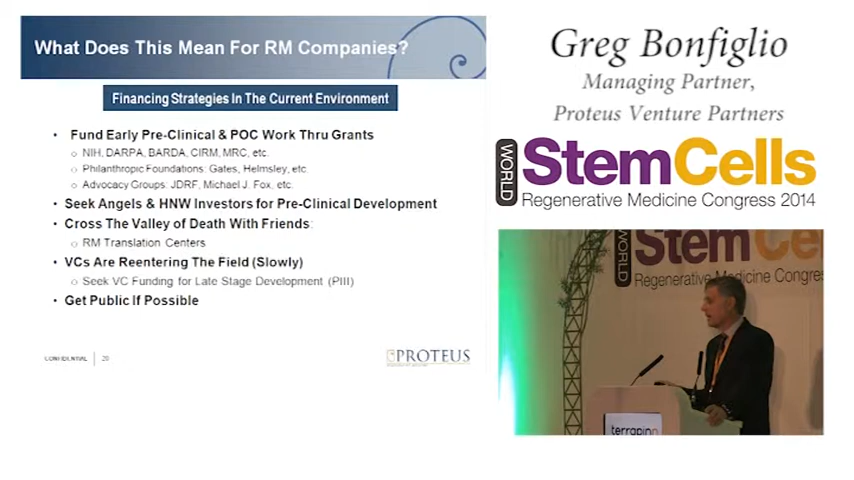 What Does This Mean For RM Companies?
Financing Strategies In The Current Environment
• Fund Early Pre-Clinical & POC Work Thru Grants
o NIH, DARPA, BARDA, CIRM, MRC, etc.
o Philanthropic Foundations: Gates, Helmsley, etc.
o Advocacy Groups: JDRF, Michael J. Fox, etc.
• Seek Angels & HNW Investors for Pre-Clinical Development
• Cross The Valley of Death With Friends:
o RM Translation Centers
• VCs Are Reentering The Field (Slowly)
o Seek VC Funding for Late Stage Development (PIII)
• Get Public If Possible
CONFIDENTIAL | 20
PROTEUS
Greg Bonfiglio
Managing Partner,
Proteus Venture Partners
WORLD
StemCells
Regenerative Medicine Congress 2014
WORLD
StemCe
Regenerative Medicine Congres
terrapinn